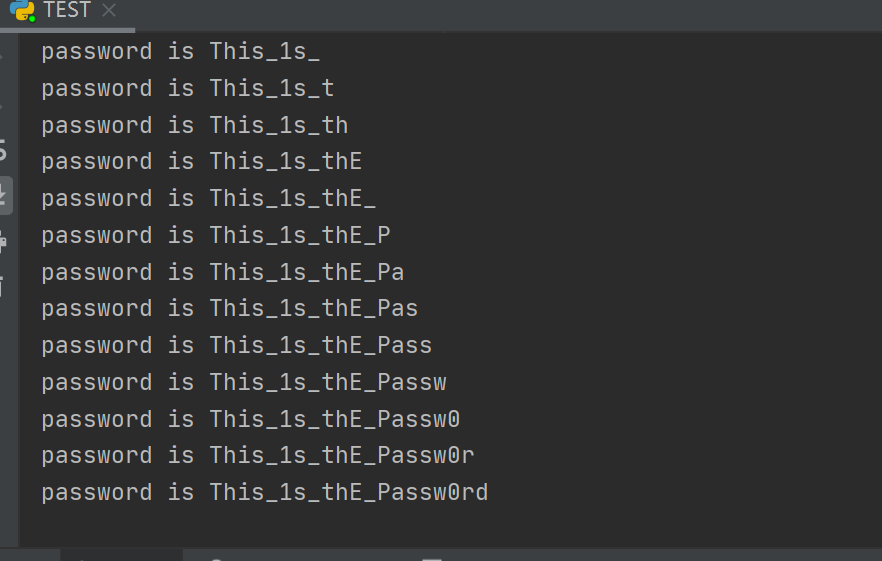 TEST
password is This_1s_
password is This_1s_t
password is This_1s_th
password is This_1s_thE
password is This_1s_thE_
password is This_1s_thE_P
password is This_1s_thE_Pa
password is This_1s_thE_Pas
password is This_1s_thE_Pass
password is This_1s_thE_Passw
password is This_1s_thE_Passw0
password is This_1s_thE_Passw0r
password is This_1s_thE_Passw0rd